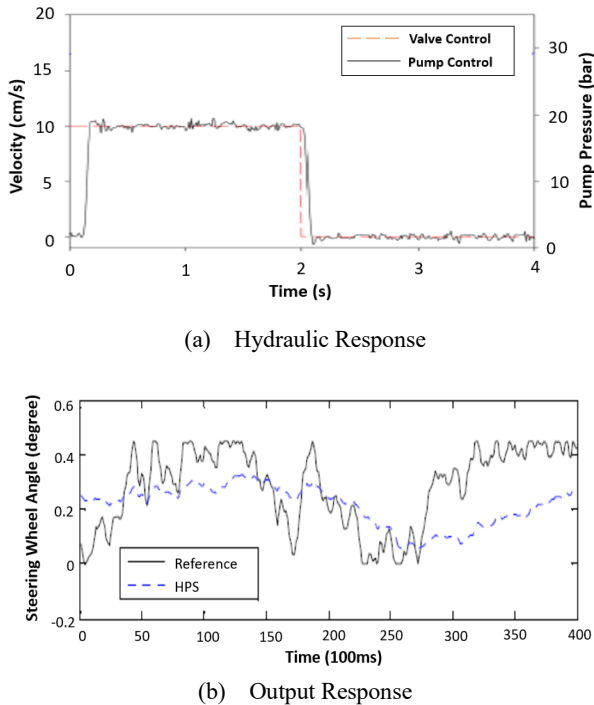 20
15
10
5
0
Velocity (cm/s)
Valve Control
Pump Control
30
20
10
0
Pump Pressure (bar)
0 1 2 3 4
Time (s)
(a) Hydraulic Response
0.6
0.4
0.2
0
-0.2
Steering Wheel Angle (degree)
Reference
HPS
0 50 100 150 200 250 300 350 400
Time (100ms)
(b) Output Response